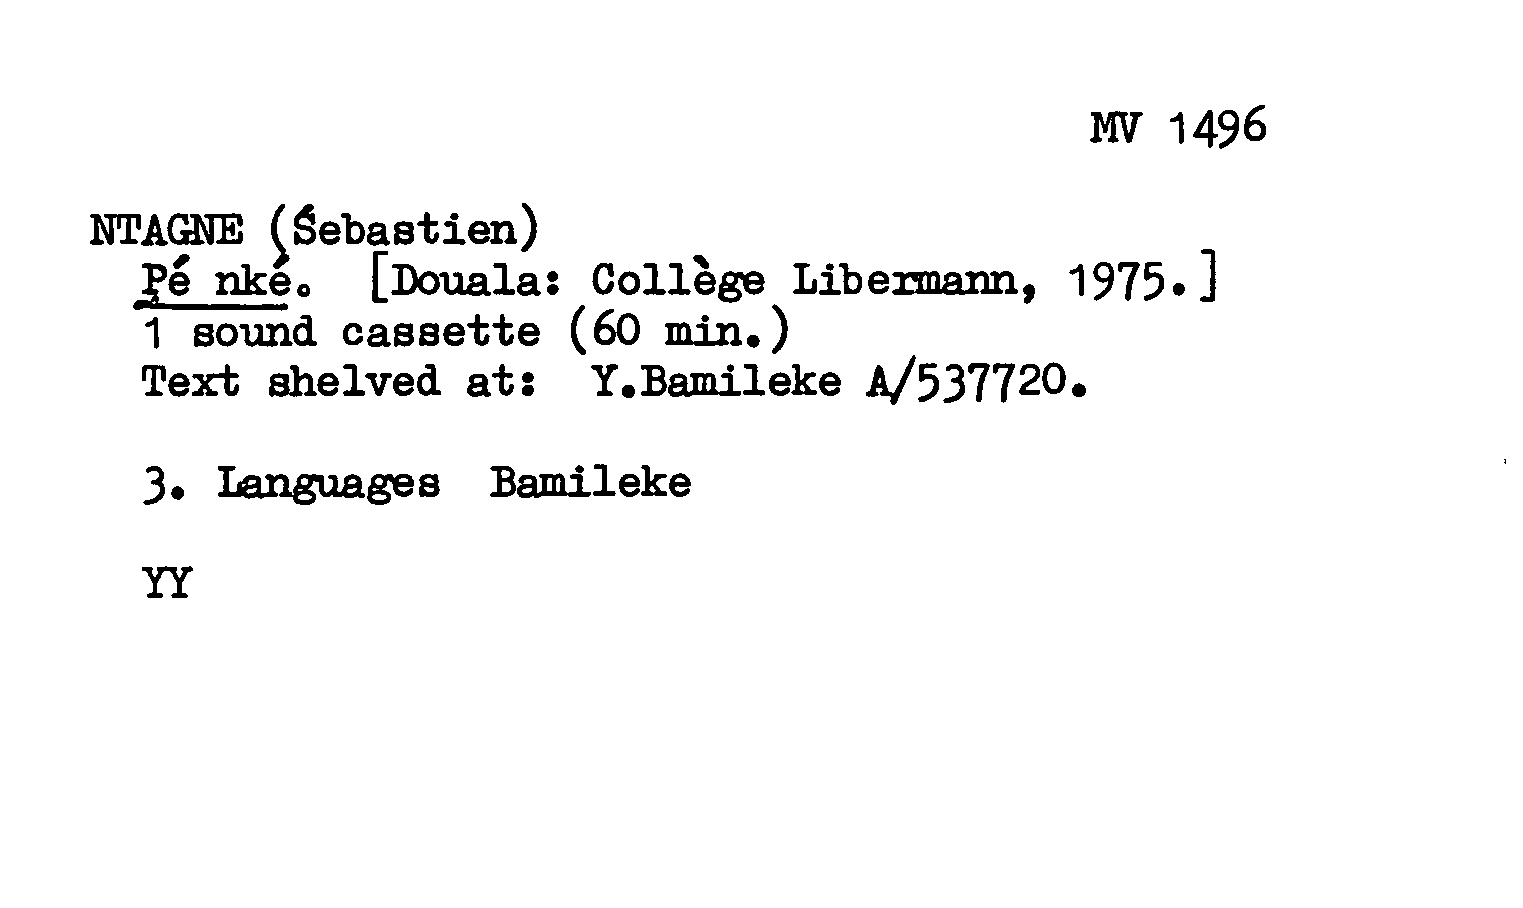 MV 1496
NTAGNE (Śebastien)
Pé nké. [Douala: Collège Libermann, 1975.]
1 sound cassette (60 min.)
Text shelved at: Y.Bamileke A/537720.
3. Languages Bamileke
YY